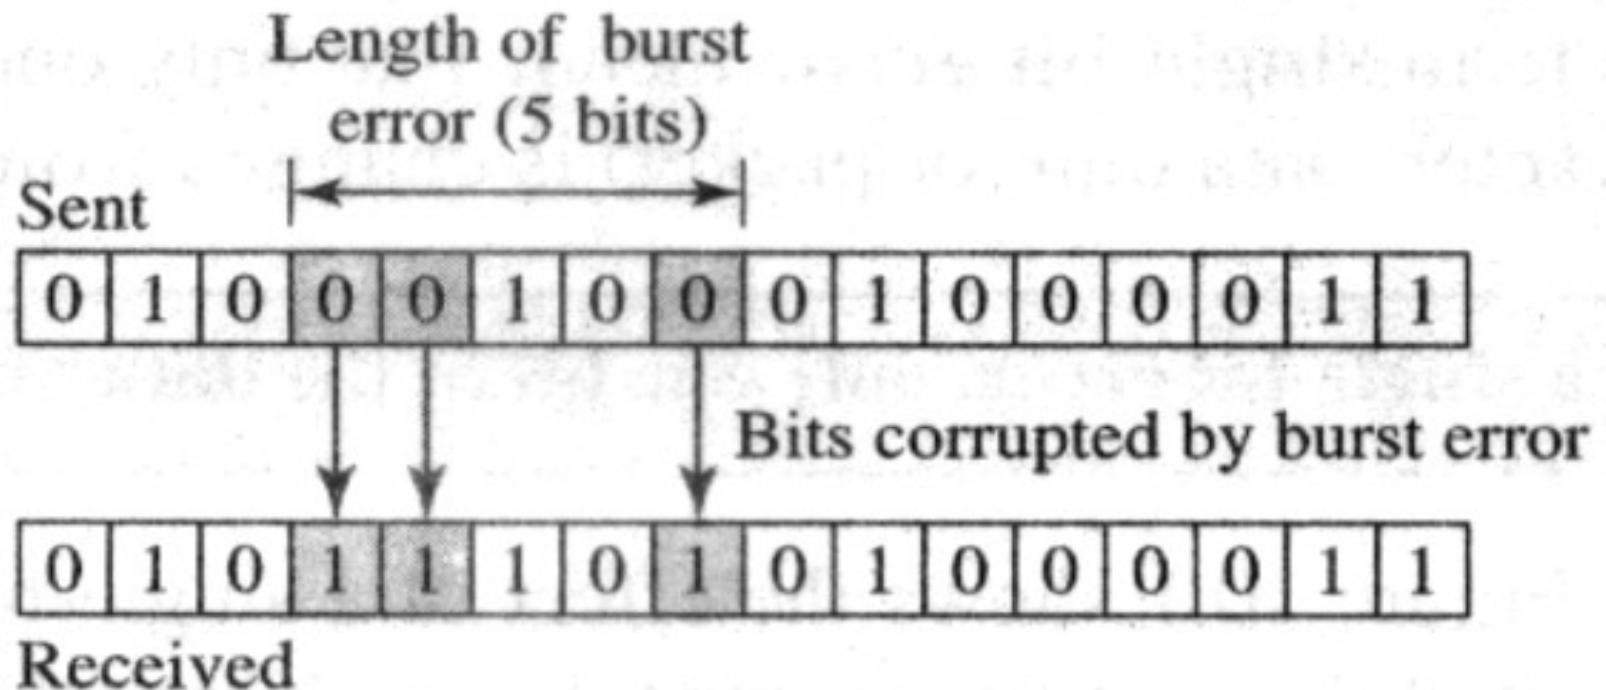 Length of burst
error (5 bits)
Sent
0 1 0 0 0 1 0 0 0 1 0 0 0 0 1 1
Bits corrupted by burst error
0 1 0 1 1 1 0 1 0 1 0 0 0 0 1 1
Received